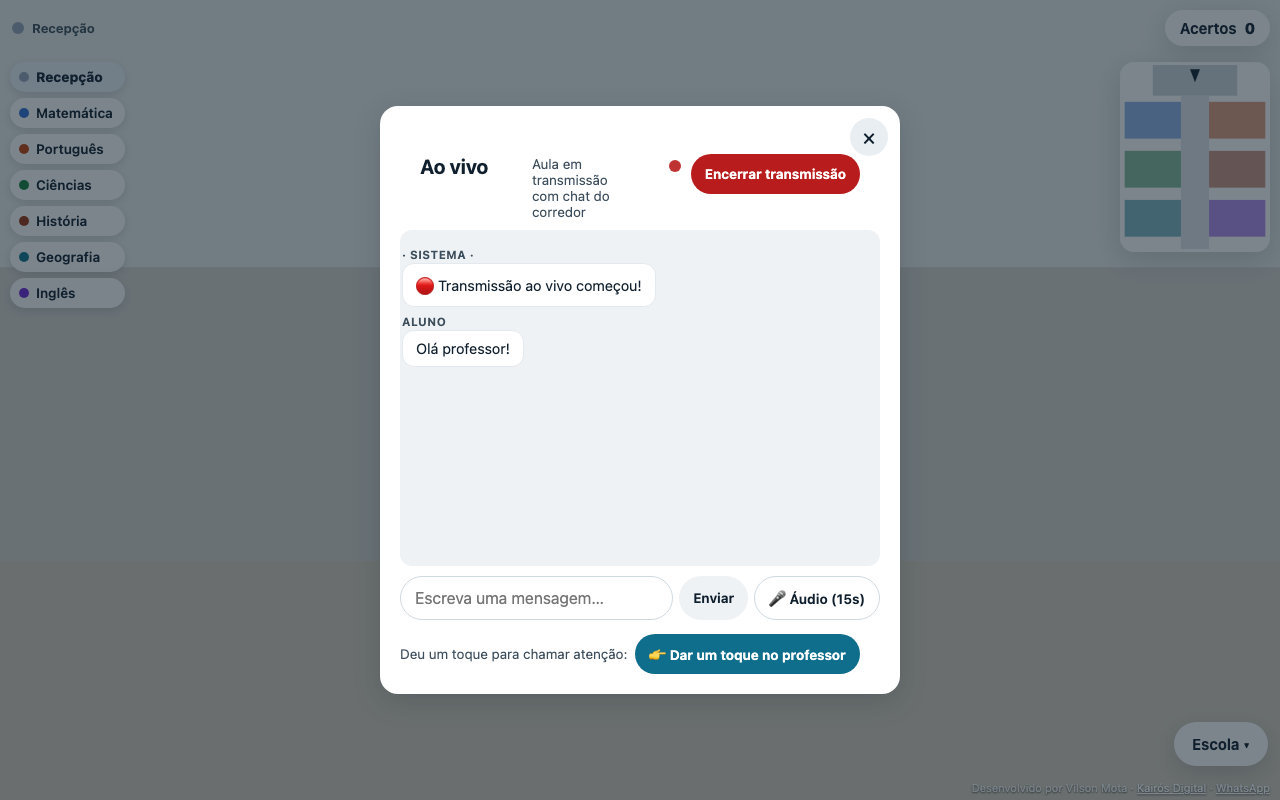 Recepção
Acertos 0
Recepção
Matemática
Português
Ciências
História
Geografia
Inglês
×
Ao vivo
Aula em
transmissão
com chat do
corredor
Encerrar transmissão
· SISTEMA ·
🔴 Transmissão ao vivo começou!
ALUNO
Olá professor!
Escreva uma mensagem...
Enviar
🎤 Áudio (15s)
Deu um toque para chamar atenção:
👉 Dar um toque no professor
Escola ▾
Desenvolvido por Vilson Mota · Kairós Digital · WhatsApp